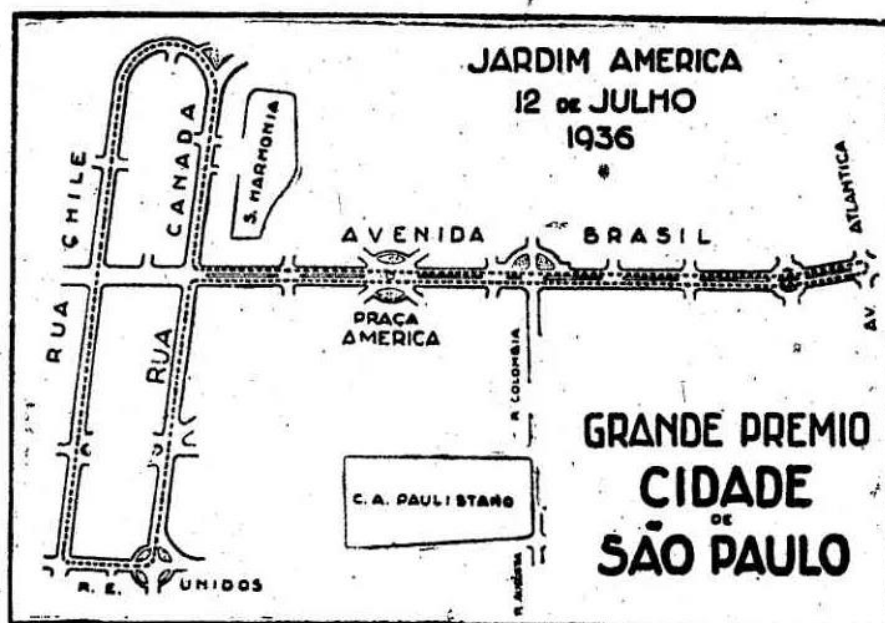 JARDIM AMERICA
12 DE JULHO
1936
*
RUA CHILE
RUA CANADA
S. HARMONIA
AVENIDA BRASIL
AV. ATLANTICA
PRAÇA
AMERICA
R. COLOMBIA
C. A. PAULISTANO
R. AUGUSTA
R. E. UNIDOS
GRANDE PREMIO
CIDADE
DE
SÃO PAULO